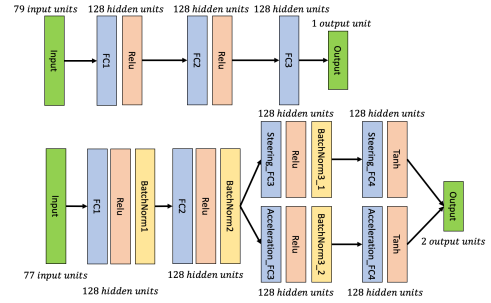 79 input units
128 hidden units
128 hidden units
128 hidden units
1 output unit
Input
FC1
Relu
FC2
Relu
FC3
Output
128 hidden units
128 hidden units
Input
FC1
Relu
BatchNorm1
FC2
Relu
BatchNorm2
Steering_FC3
Relu
BatchNorm3_1
Steering_FC4
Tanh
Acceleration_FC3
Relu
BatchNorm3_2
Acceleration_FC4
Tanh
Output
2 output units
77 input units
128 hidden units
128 hidden units
128 hidden units
128 hidden units